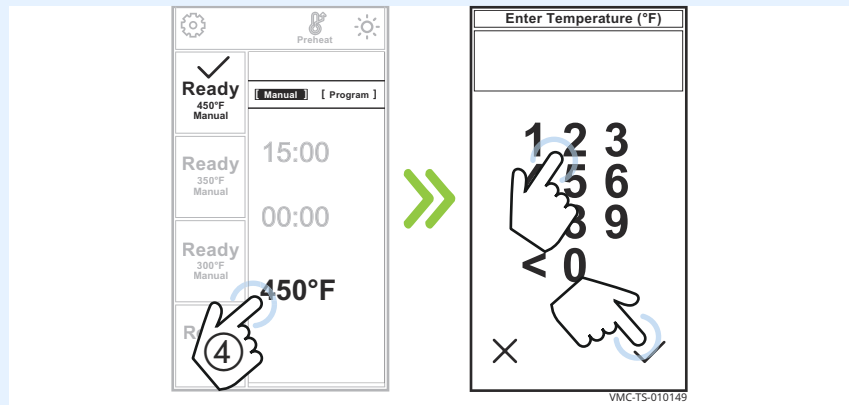 Preheat
Ready
450°F
Manual
[ Manual ] [ Program ]
Ready
350°F
Manual
15:00
00:00
Ready
300°F
Manual
450°F
4
Enter Temperature (°F)
1 2 3
5 6
8 9
< 0
VMC-TS-010149